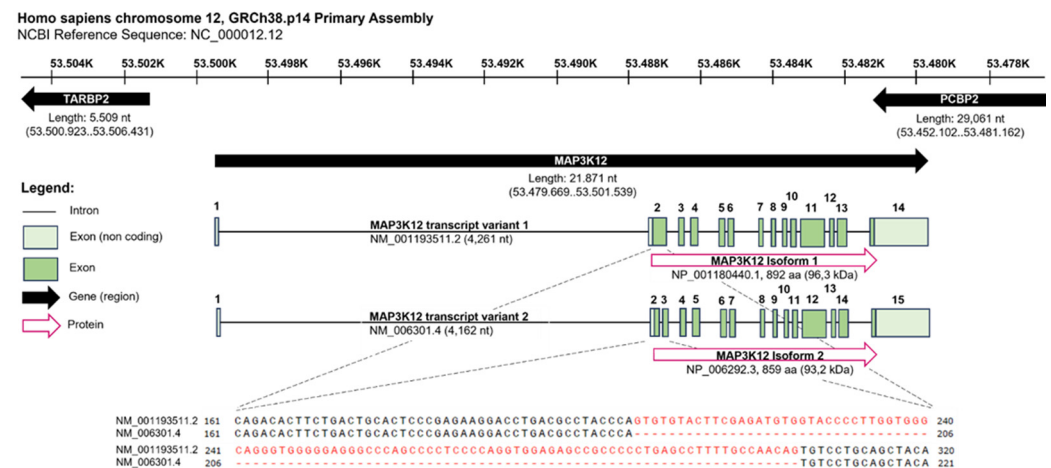 Homo sapiens chromosome 12, GRCh38.p14 Primary Assembly
NCBI Reference Sequence: NC_000012.12
53.504K 53.502K 53.500K 53.498K 53.496K 53.494K 53.492K 53.490K 53.488K 53.486K 53.484K 53.482K 53.480K 53.478K
TARBP2
Length: 5.509 nt
(53.500.923..53.506.431)
PCBP2
Length: 29,061 nt
(53.452.102..53.481.162)
MAP3K12
Length: 21.871 nt
(53.479.669..53.501.539)
Legend:
Intron
Exon (non coding)
Exon
Gene (region)
Protein
1 2 3 4 5 6 7 8 9 10 11 12 13 14
MAP3K12 transcript variant 1
NM_001193511.2 (4,261 nt)
MAP3K12 Isoform 1
NP_001180440.1, 892 aa (96,3 kDa)
1 2 3 4 5 6 7 8 9 10 11 12 13 14 15
MAP3K12 transcript variant 2
NM_006301.4 (4,162 nt)
MAP3K12 Isoform 2
NP_006292.3, 859 aa (93,2 kDa)
NM_001193511.2 161 CAGACACTTCTGACTGCACTCCCGAGAAGGACCTGACGCCTACCCAGTGTGTACTTCGAGATGTGGTACCCCTTGGTGGG 240
NM_006301.4 161 CAGACACTTCTGACTGCACTCCCGAGAAGGACCTGACGCCTACCCA---------------------------------- 206
NM_001193511.2 241 CAGGGTGGGGGAGGGCCCAGCCCCTCCCCAGGTGGAGAGCCGCCCCCTGAGCCTTTTGCCAACAGTGTCCTGCAGCTACA 320
NM_006301.4 206 -----------------------------------------------------------------TGTCCTGCAGCTACA 221